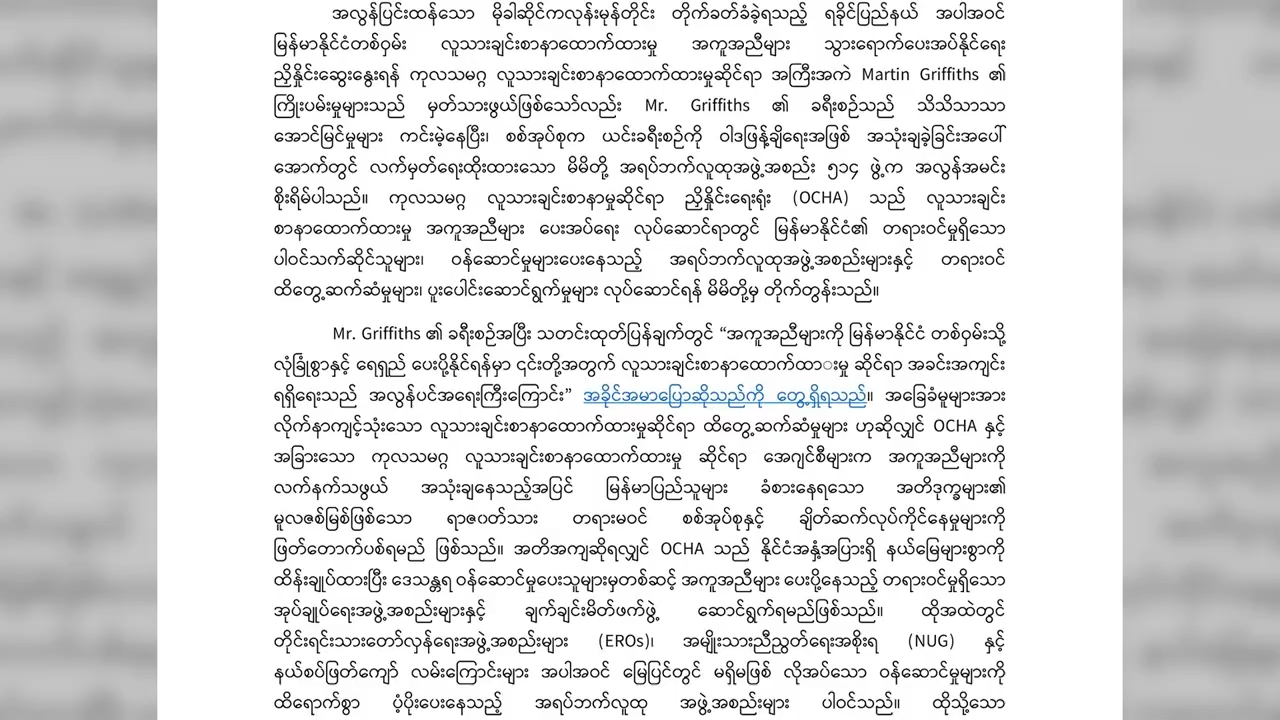 အလွန်ပြင်းထန်သော မိုခါဆိုင်ကလုန်းမုန်တိုင်း တိုက်ခတ်ခံခဲ့ရသည့် ရခိုင်ပြည်နယ် အပါအဝင်
မြန်မာနိုင်ငံတစ်ဝှမ်း လူသားချင်းစာနာထောက်ထားမှု အကူအညီများ သွားရောက်ပေးအပ်နိုင်ရေး
ညှိနှိုင်းဆွေးနွေးရန် ကုလသမဂ္ဂ လူသားချင်းစာနာထောက်ထားမှုဆိုင်ရာ အကြီးအကဲ Martin Griffiths ၏
ကြိုးပမ်းမှုများသည် မှတ်သားဖွယ်ဖြစ်သော်လည်း Mr. Griffiths ၏ ခရီးစဉ်သည် သိသိသာသာ
အောင်မြင်မှုများ ကင်းမဲ့နေပြီး၊ စစ်အုပ်စုက ယင်းခရီးစဉ်ကို ဝါဒဖြန့်ချိရေးအဖြစ် အသုံးချခဲ့ခြင်းအပေါ်
အောက်တွင် လက်မှတ်ရေးထိုးထားသော မိမိတို့ အရပ်ဘက်လူထုအဖွဲ့အစည်း ၅၁၄ ဖွဲ့က အလွန်အမင်း
စိုးရိမ်ပါသည်။ ကုလသမဂ္ဂ လူသားချင်းစာနာမှုဆိုင်ရာ ညှိနှိုင်းရေးရုံး (OCHA) သည် လူသားချင်း
စာနာထောက်ထားမှု အကူအညီများ ပေးအပ်ရေး လုပ်ဆောင်ရာတွင် မြန်မာနိုင်ငံ၏ တရားဝင်မှုရှိသော
ပါဝင်သက်ဆိုင်သူများ၊ ဝန်ဆောင်မှုများပေးနေသည့် အရပ်ဘက်လူထုအဖွဲ့အစည်းများနှင့် တရားဝင်
ထိတွေ့ဆက်ဆံမှုများ၊ ပူးပေါင်းဆောင်ရွက်မှုများ လုပ်ဆောင်ရန် မိမိတို့မှ တိုက်တွန်းသည်။
Mr. Griffiths ၏ ခရီးစဉ်အပြီး သတင်းထုတ်ပြန်ချက်တွင် “အကူအညီများကို မြန်မာနိုင်ငံ တစ်ဝှမ်းသို့
လုံခြုံစွာနှင့် ရေရှည် ပေးပို့နိုင်ရန်မှာ ၎င်းတို့အတွက် လူသားချင်းစာနာထောက်ထာႏမှု ဆိုင်ရာ အခင်းအကျင်း
ရရှိရေးသည် အလွန်ပင်အရေးကြီးကြောင်း” အခိုင်အမာပြောဆိုသည်ကို တွေ့ရှိရသည်။ အခြေခံမူများအား
လိုက်နာကျင့်သုံးသော လူသားချင်းစာနာထောက်ထားမှုဆိုင်ရာ ထိတွေ့ဆက်ဆံမှုများ ဟုဆိုလျှင် OCHA နှင့်
အခြားသော ကုလသမဂ္ဂ လူသားချင်းစာနာထောက်ထားမှု ဆိုင်ရာ အေဂျင်စီများက အကူအညီများကို
လက်နက်သဖွယ် အသုံးချနေသည့်အပြင် မြန်မာပြည်သူများ ခံစားနေရသော အတိဒုက္ခများ၏
မူလဇစ်မြစ်ဖြစ်သော ရာဇဝတ်သား တရားမဝင် စစ်အုပ်စုနှင့် ချိတ်ဆက်လုပ်ကိုင်နေမှုများကို
ဖြတ်တောက်ပစ်ရမည် ဖြစ်သည်။ အတိအကျဆိုရလျှင် OCHA သည် နိုင်ငံအနှံ့အပြားရှိ နယ်မြေများစွာကို
ထိန်းချုပ်ထားပြီး ဒေသန္တရ ဝန်ဆောင်မှုပေးသူများမှတစ်ဆင့် အကူအညီများ ပေးပို့နေသည့် တရားဝင်မှုရှိသော
အုပ်ချုပ်ရေးအဖွဲ့အစည်းများနှင့် ချက်ချင်းမိတ်ဖက်ဖွဲ့ ဆောင်ရွက်ရမည်ဖြစ်သည်။ ထိုအထဲတွင်
တိုင်းရင်းသားတော်လှန်ရေးအဖွဲ့အစည်းများ (EROs)၊ အမျိုးသားညီညွတ်ရေးအစိုးရ (NUG) နှင့်
နယ်စပ်ဖြတ်ကျော် လမ်းကြောင်းများ အပါအဝင် မြေပြင်တွင် မရှိမဖြစ် လိုအပ်သော ဝန်ဆောင်မှုများကို
ထိရောက်စွာ ပံ့ပိုးပေးနေသည့် အရပ်ဘက်လူထု အဖွဲ့အစည်းများ ပါဝင်သည်။ ထိုသို့သော